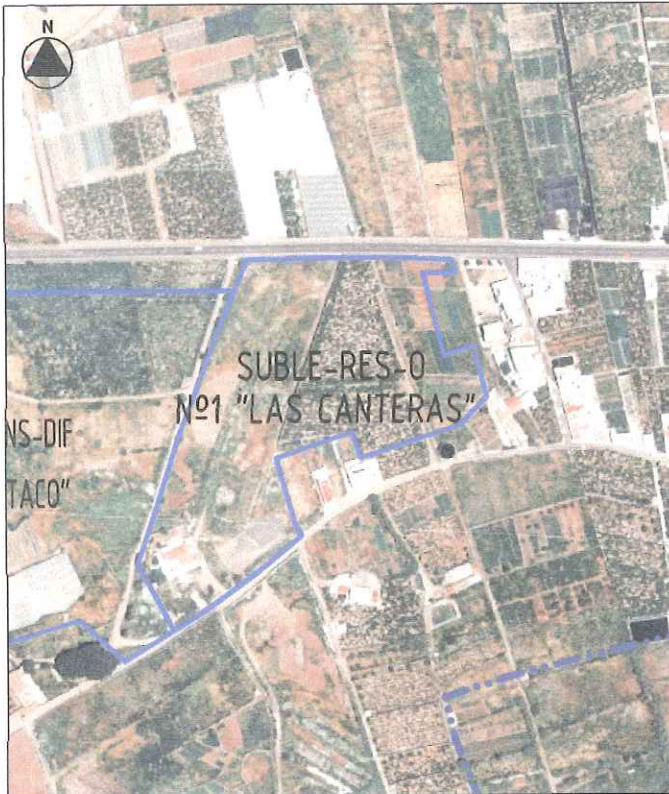 N
SUBLE-RES-O
Nº1 "LAS CANTERAS"
NS-DIF
TACO"